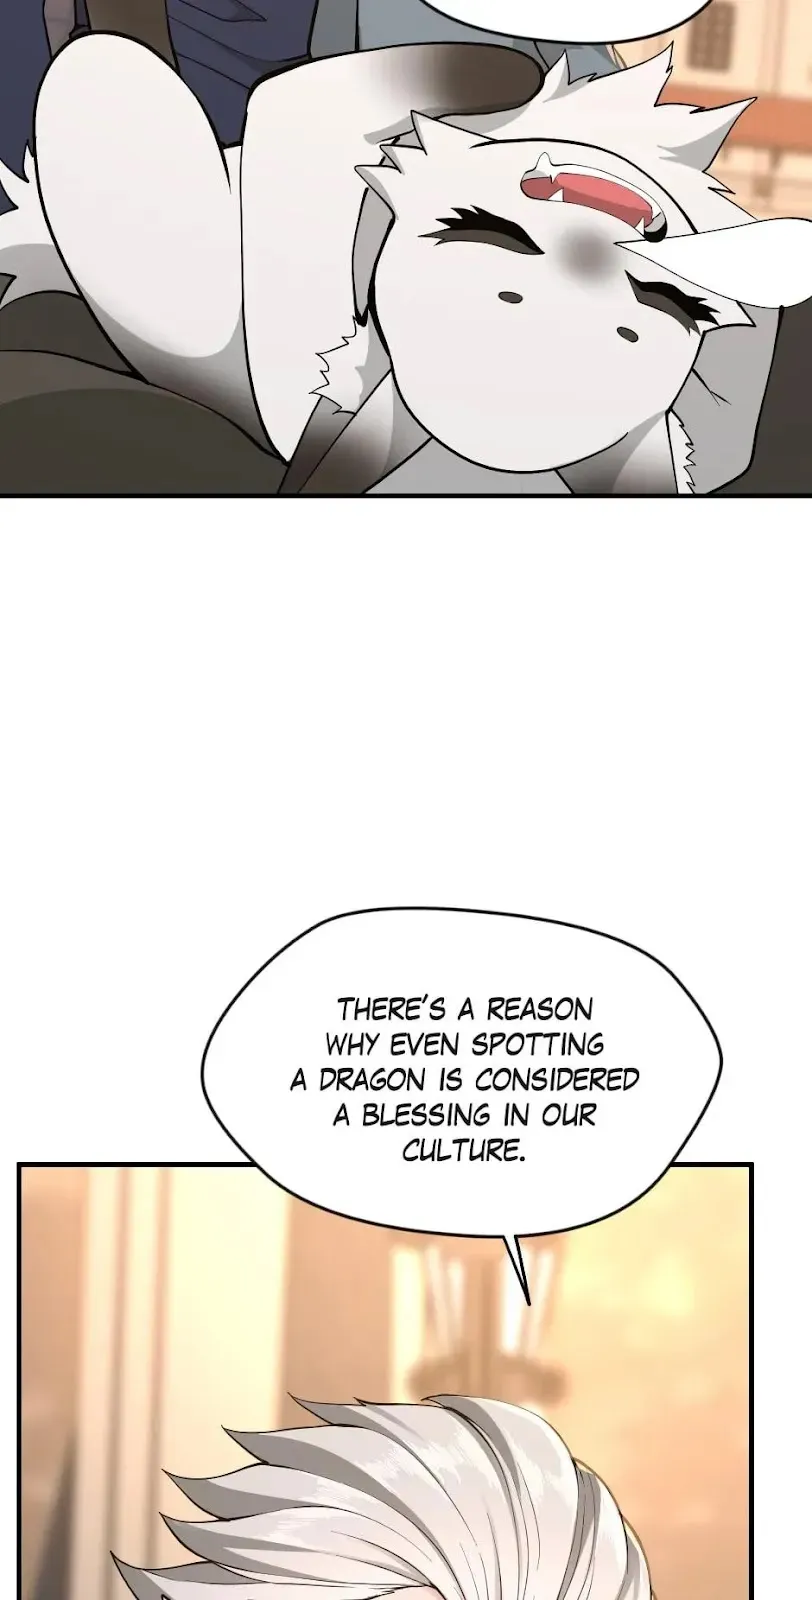 THERE'S A REASON
WHY EVEN SPOTTING
A DRAGON IS CONSIDERED
A BLESSING IN OUR
CULTURE.